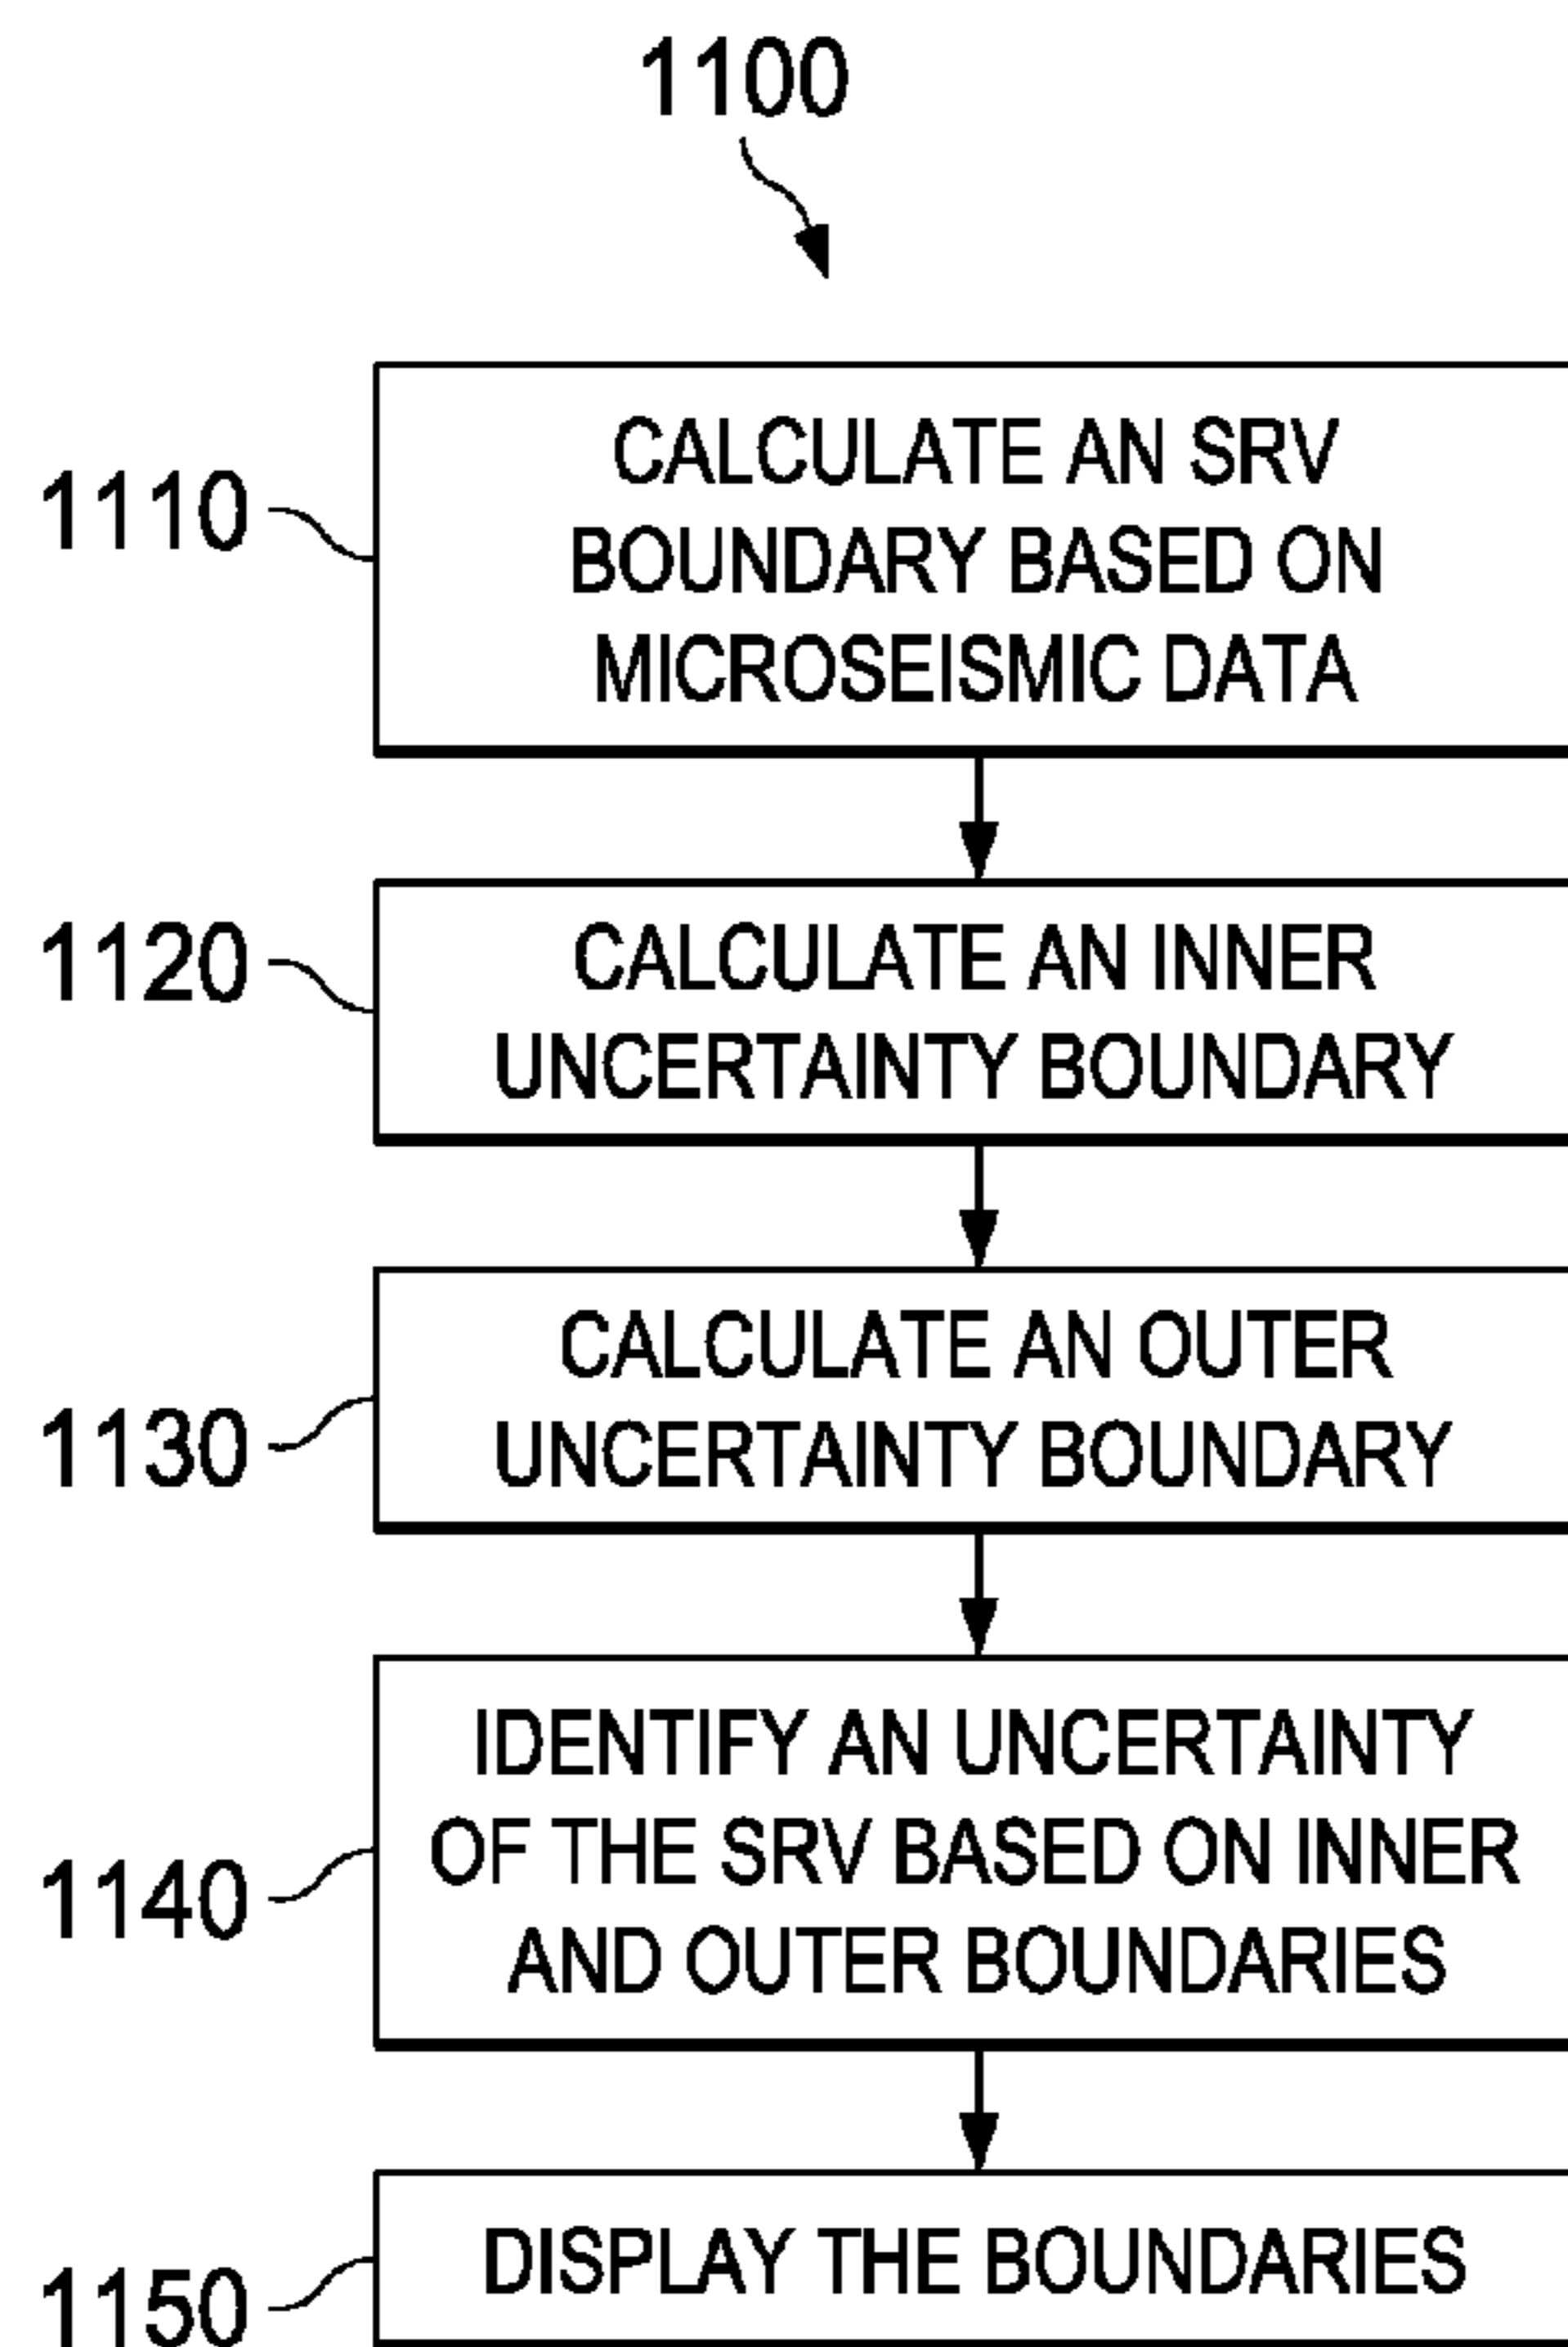 1100
1110
CALCULATE AN SRV
BOUNDARY BASED ON
MICROSEISMIC DATA
1120
CALCULATE AN INNER
UNCERTAINTY BOUNDARY
1130
CALCULATE AN OUTER
UNCERTAINTY BOUNDARY
1140
IDENTIFY AN UNCERTAINTY
OF THE SRV BASED ON INNER
AND OUTER BOUNDARIES
1150
DISPLAY THE BOUNDARIES